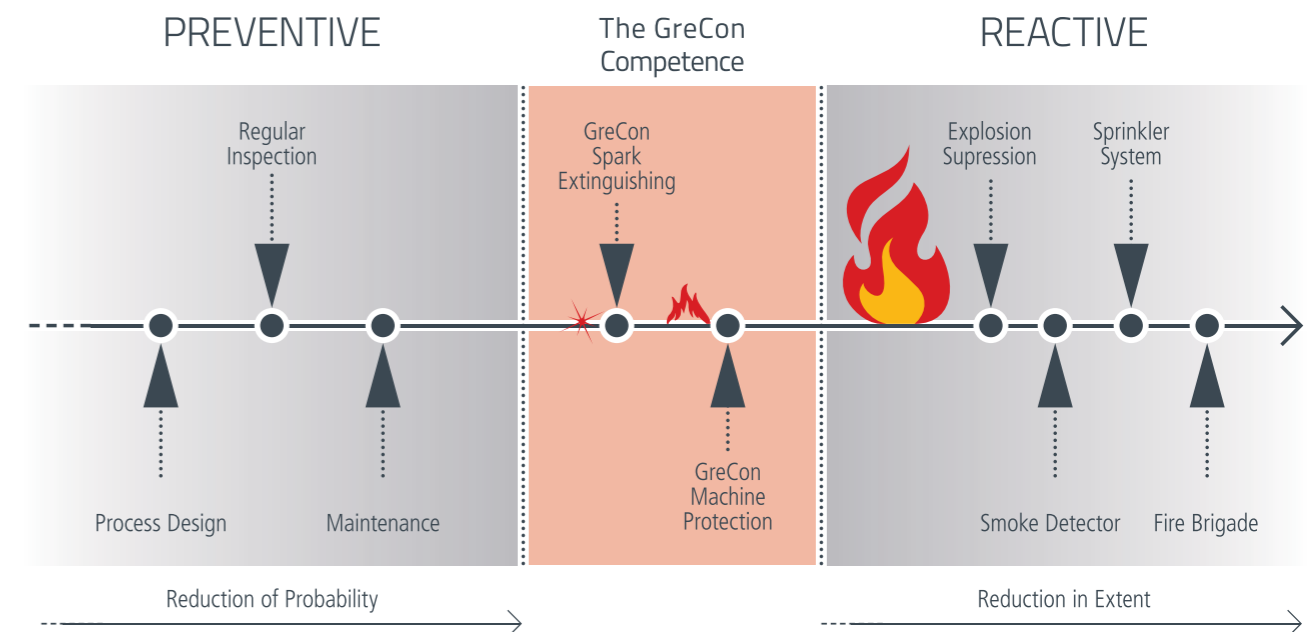 PREVENTIVE
The GreCon
Competence
REACTIVE
Regular
Inspection
GreCon
Spark
Extinguishing
Explosion
Supression
Sprinkler
System
Process Design
Maintenance
GreCon
Machine
Protection
Smoke Detector
Fire Brigade
Reduction of Probability
Reduction in Extent